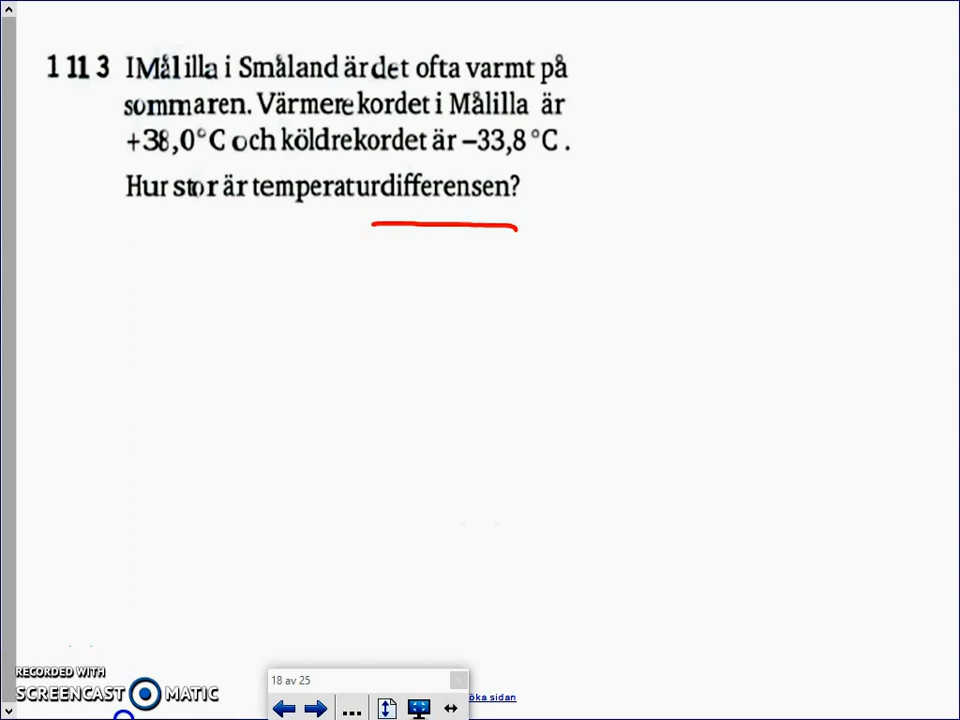 1113 I Målilla i Småland är det ofta varmt på
sommaren. Värmerekordet i Målilla är
+38,0°C och köldrekordet är −33,8 °C .
Hur stor är temperaturdifferensen?
RECORDED WITH
SCREENCAST MATIC
18 av 25
öka sidan